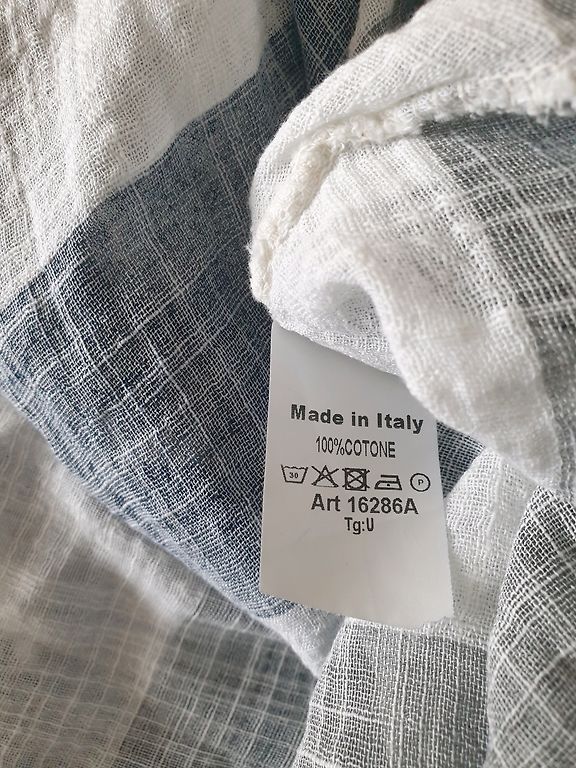 Made in Italy
100%COTONE
30 P
Art 16286A
Tg:U